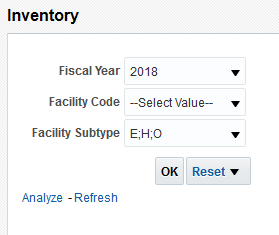 Inventory
Fiscal Year 2018
Facility Code --Select Value--
Facility Subtype E;H;O
OK Reset
Analyze - Refresh